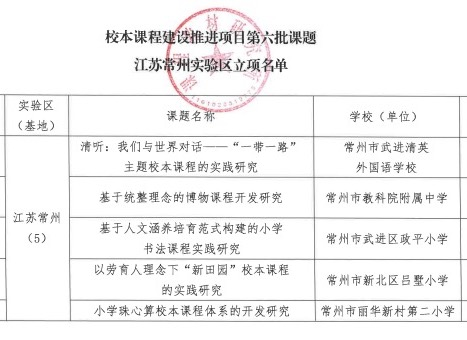 校本课程建设推进项目第六批课题
江苏常州实验区立项名单
实验区
（基地）
课题名称
学校（单位）
清听：我们与世界对话——“一带一路”
主题校本课程的实践研究
常州市武进清英
外国语学校
基于统整理念的博物课程开发研究
常州市教科院附属中学
江苏常州
（5）
基于人文涵养培育范式构建的小学
书法课程实践研究
常州市武进区政平小学
以劳育人理念下“新田园”校本课程
的实践研究
常州市新北区吕墅小学
小学珠心算校本课程体系的开发研究
常州市丽华新村第二小学